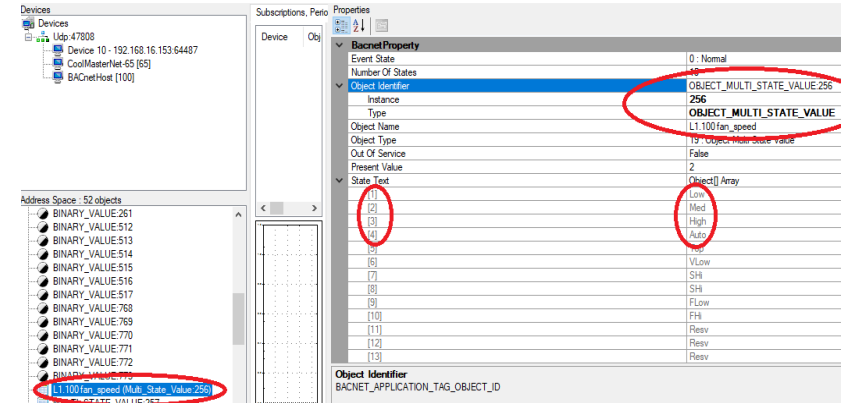 Devices
Devices
Udp:47808
Device 10 - 192.168.16.153:64487
CoolMasterNet-65 [65]
BACnetHost [100]
Address Space : 52 objects
BINARY_VALUE:261
BINARY_VALUE:512
BINARY_VALUE:513
BINARY_VALUE:514
BINARY_VALUE:515
BINARY_VALUE:516
BINARY_VALUE:517
BINARY_VALUE:768
BINARY_VALUE:769
BINARY_VALUE:770
BINARY_VALUE:771
BINARY_VALUE:772
L1.100 fan_speed (Multi_State_Value:256)
Subscriptions, Perio
Device Obj
Properties
BacnetProperty
Event State 0 : Normal
Number Of States
Object Identifier OBJECT_MULTI_STATE_VALUE:256
Instance 256
Type OBJECT_MULTI_STATE_VALUE
Object Name L1.100 fan_speed
Object Type 19 : Object Multi State Value
Out Of Service False
Present Value 2
State Text Object[] Array
[1] Low
[2] Med
[3] High
[4] Auto
[5] Top
[6] VLow
[7] SHi
[8] SHi
[9] FLow
[10] FHi
[11] Resv
[12] Resv
[13] Resv
Object Identifier
BACNET_APPLICATION_TAG_OBJECT_ID